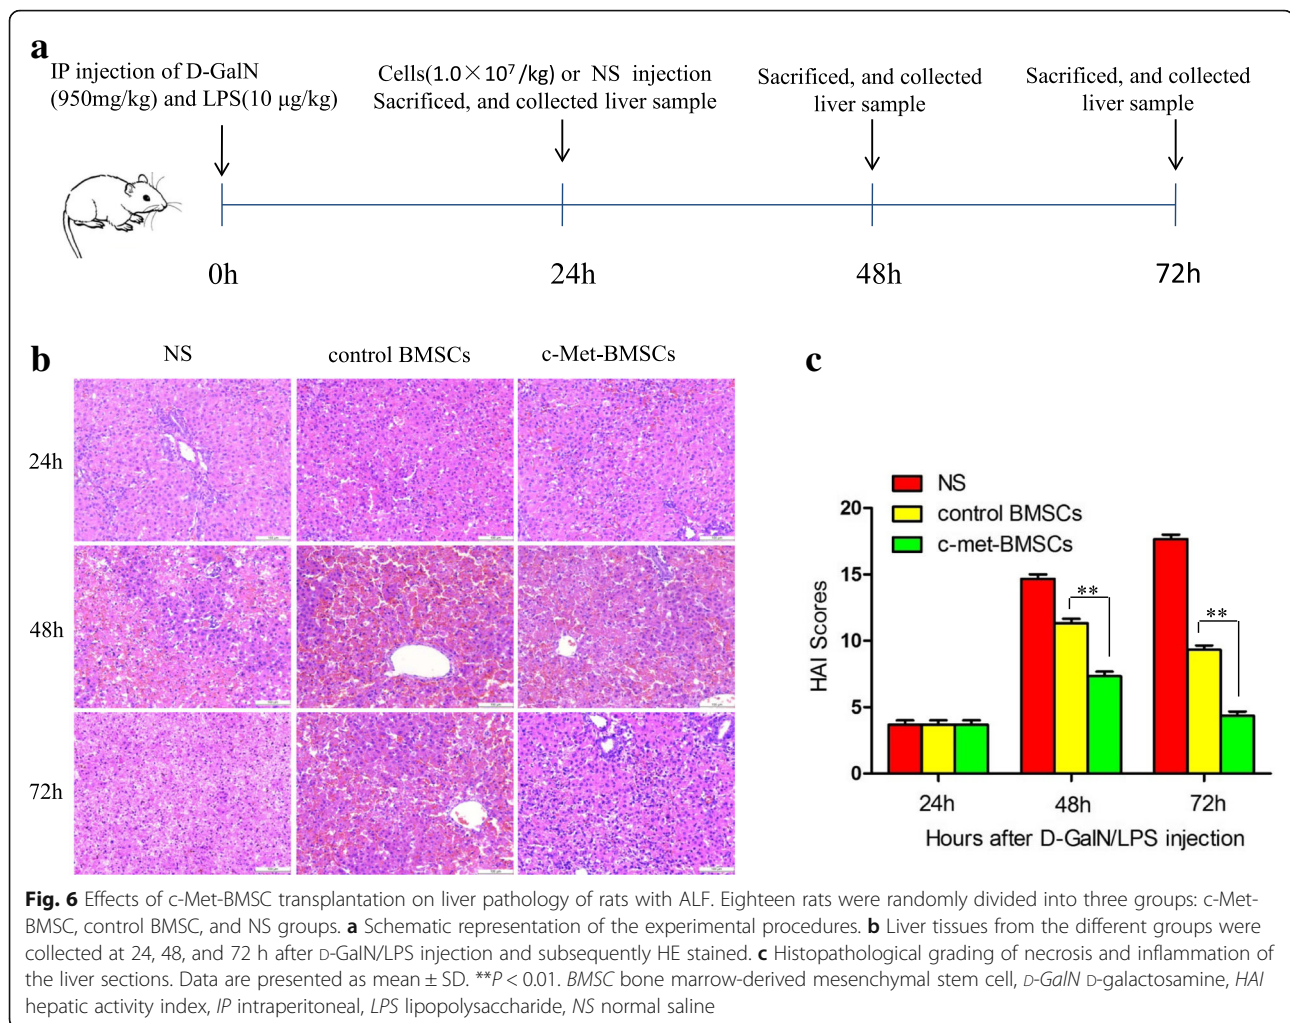 a
IP injection of D-GalN
(950mg/kg) and LPS(10 μg/kg)
Cells(1.0×10⁷/kg) or NS injection
Sacrificed, and collected liver sample
Sacrificed, and collected
liver sample
Sacrificed, and collected
liver sample
0h
24h
48h
72h
b
NS
control BMSCs
c-Met-BMSCs
24h
48h
72h
c
NS
control BMSCs
c-met-BMSCs
HAI Scores
20
15
10
5
0
**
**
24h
48h
72h
Hours after D-GalN/LPS injection
Fig. 6 Effects of c-Met-BMSC transplantation on liver pathology of rats with ALF. Eighteen rats were randomly divided into three groups: c-Met-
BMSC, control BMSC, and NS groups. a Schematic representation of the experimental procedures. b Liver tissues from the different groups were
collected at 24, 48, and 72 h after D-GalN/LPS injection and subsequently HE stained. c Histopathological grading of necrosis and inflammation of
the liver sections. Data are presented as mean ± SD. **P < 0.01. BMSC bone marrow-derived mesenchymal stem cell, D-GalN D-galactosamine, HAI
hepatic activity index, IP intraperitoneal, LPS lipopolysaccharide, NS normal saline